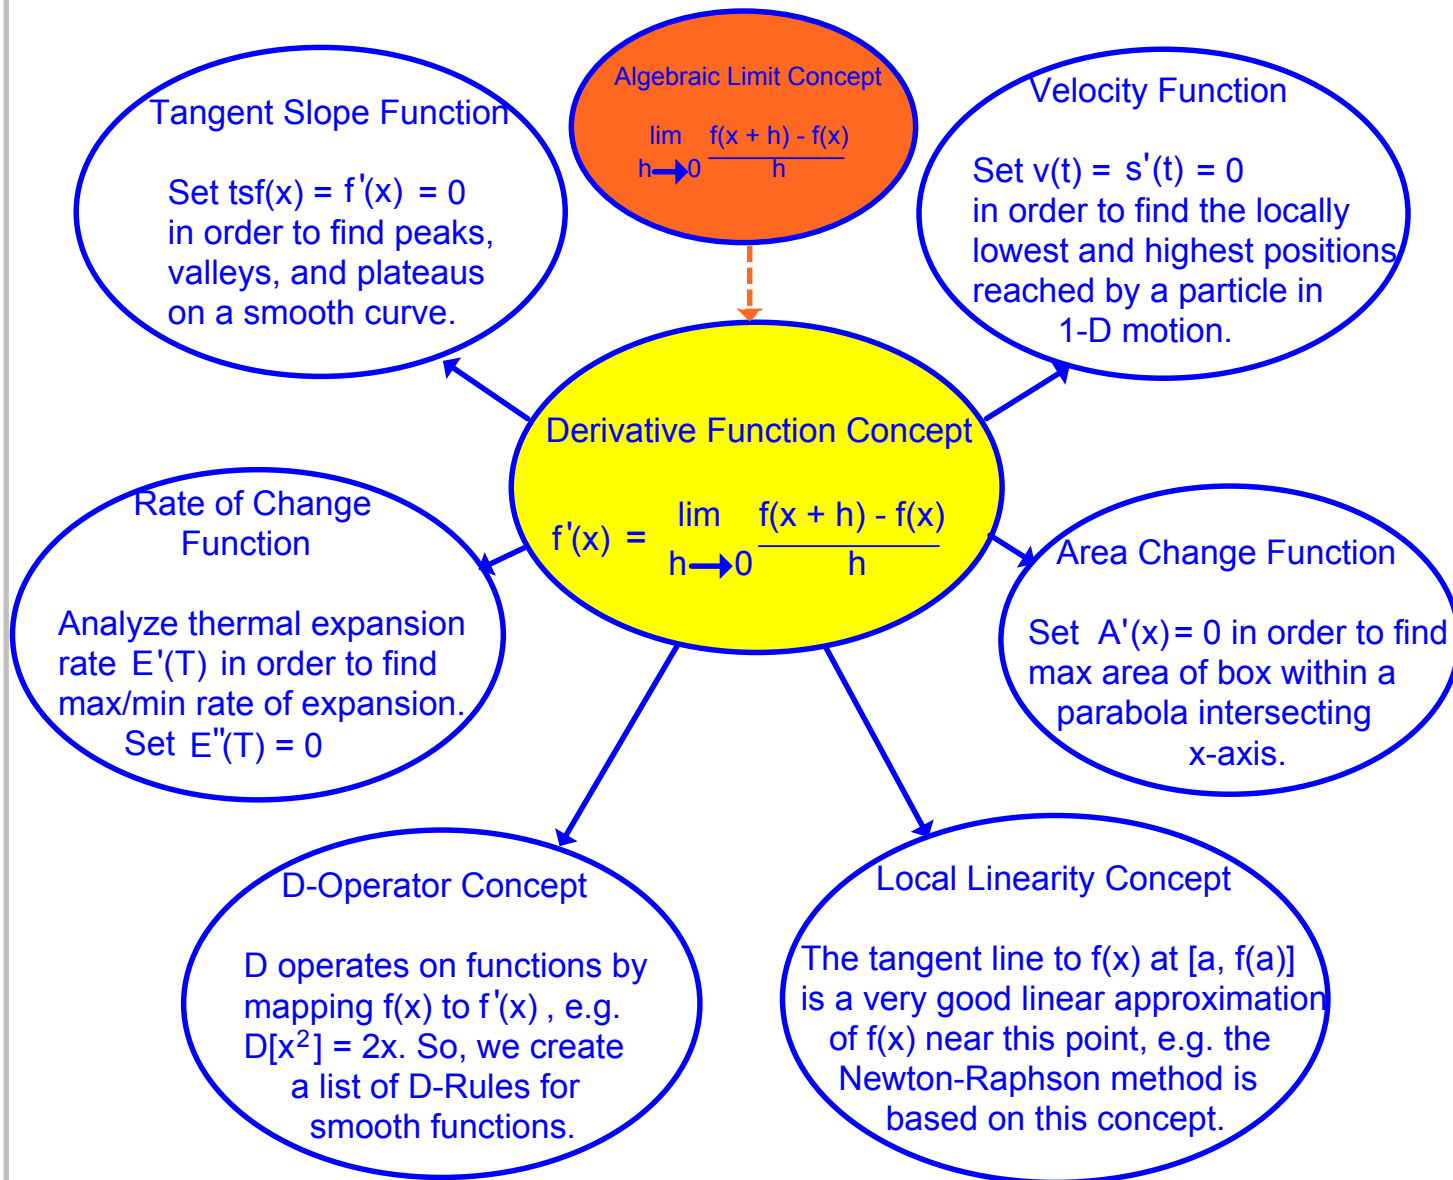 Algebraic Limit Concept
lim f(x + h) - f(x)
h→0 h
Tangent Slope Function
Set tsf(x) = f'(x) = 0
in order to find peaks,
valleys, and plateaus
on a smooth curve.
Velocity Function
Set v(t) = s'(t) = 0
in order to find the locally
lowest and highest positions
reached by a particle in
1-D motion.
Derivative Function Concept
f'(x) = lim f(x + h) - f(x)
h→0 h
Rate of Change
Function
Analyze thermal expansion
rate E'(T) in order to find
max/min rate of expansion.
Set E"(T) = 0
Area Change Function
Set A'(x) = 0 in order to find
max area of box within a
parabola intersecting
x-axis.
D-Operator Concept
D operates on functions by
mapping f(x) to f'(x) , e.g.
D[x²] = 2x. So, we create
a list of D-Rules for
smooth functions.
Local Linearity Concept
The tangent line to f(x) at [a, f(a)]
is a very good linear approximation
of f(x) near this point, e.g. the
Newton-Raphson method is
based on this concept.